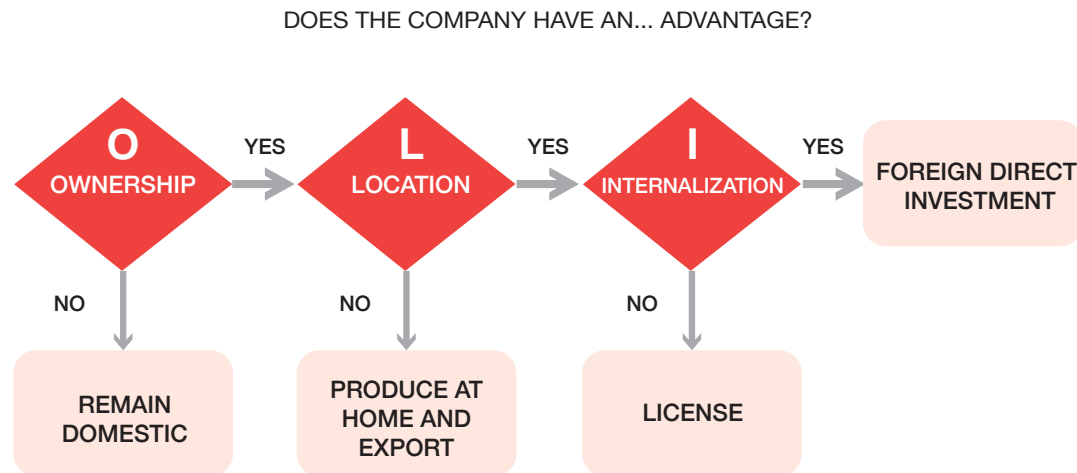 DOES THE COMPANY HAVE AN... ADVANTAGE?
O
OWNERSHIP
YES
L
LOCATION
YES
I
INTERNALIZATION
YES
FOREIGN DIRECT
INVESTMENT
NO
NO
NO
REMAIN
DOMESTIC
PRODUCE AT
HOME AND
EXPORT
LICENSE